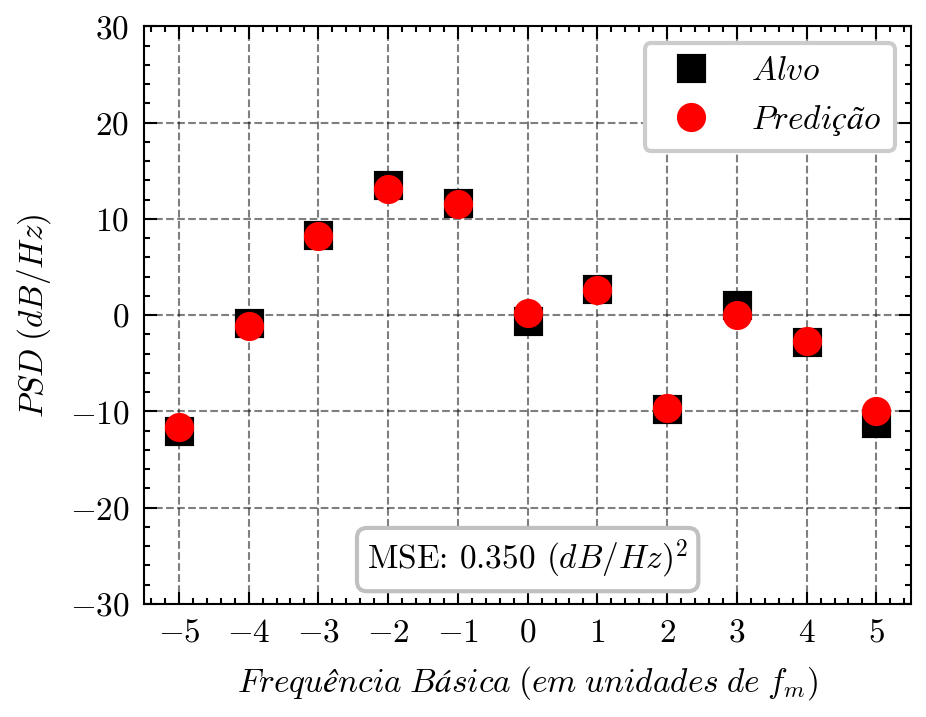 30
20
10
0
−10
−20
−30
PSD (dB/Hz)
Alvo
Predição
MSE: 0.350 (dB/Hz)²
−5 −4 −3 −2 −1 0 1 2 3 4 5
Frequência Básica (em unidades de fₘ)